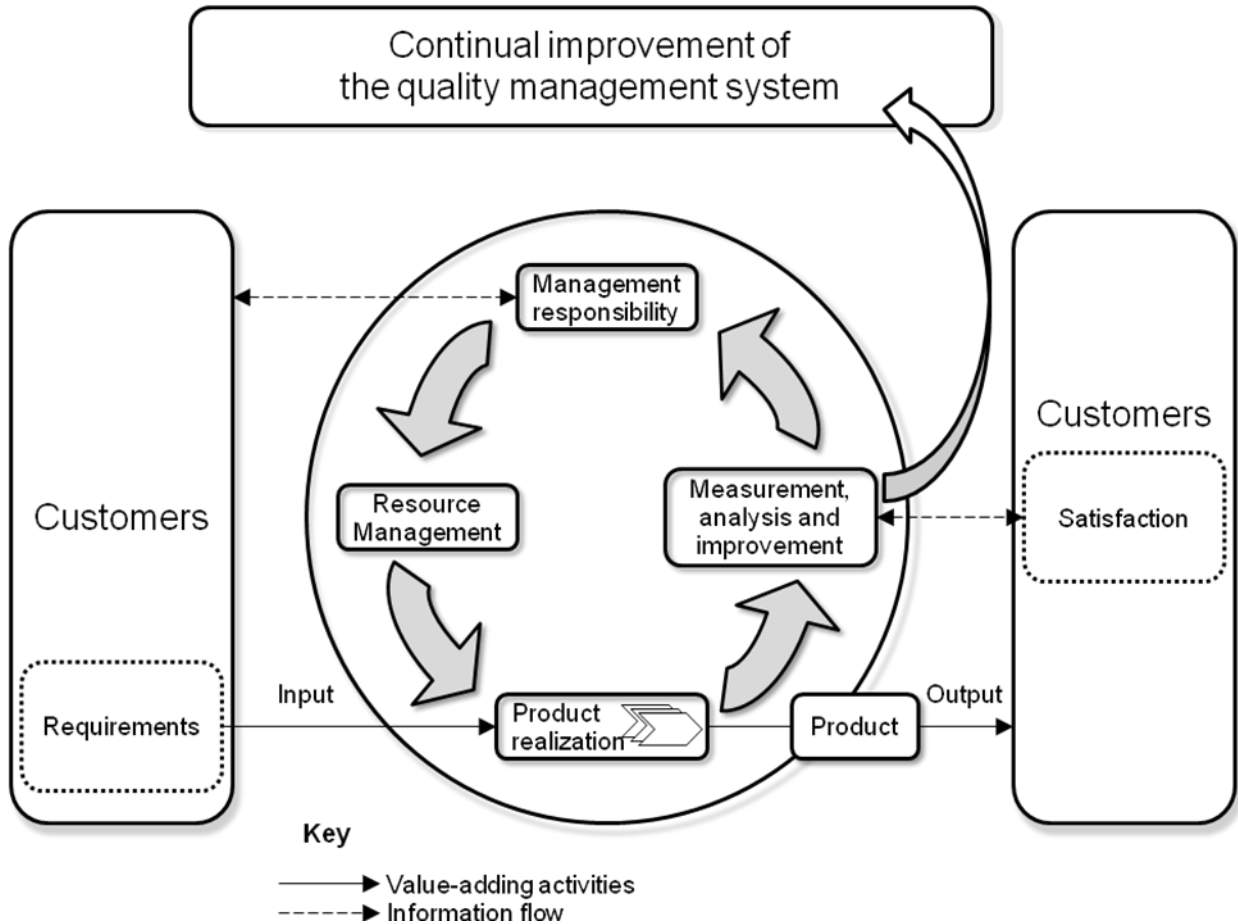 Continual improvement of
the quality management system
Management
responsibility
Customers
Resource
Management
Measurement,
analysis and
improvement
Customers
Satisfaction
Requirements
Input
Product
realization
Product
Output
Key
Value-adding activities
Information flow